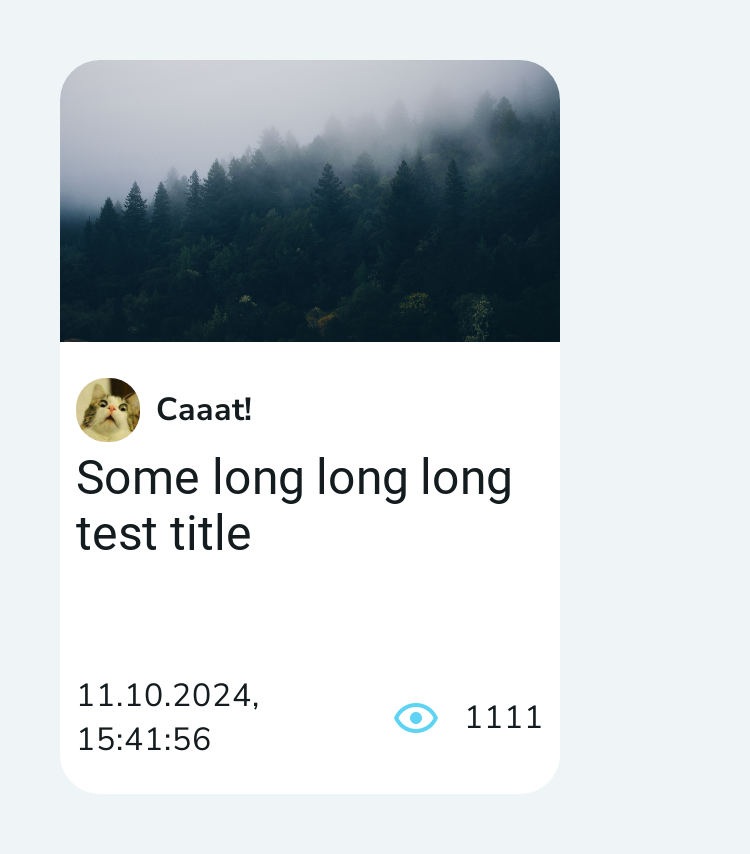 Caaat!
Some long long long
test title
11.10.2024,
15:41:56
1111